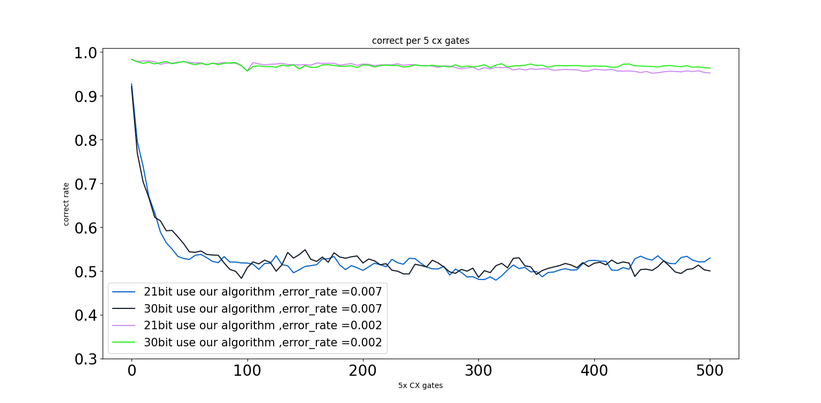 correct per 5 cx gates
1.0
0.9
0.8
0.7
0.6
0.5
0.4
0.3
correct rate
21bit use our algorithm ,error_rate =0.007
30bit use our algorithm ,error_rate =0.007
21bit use our algorithm ,error_rate =0.002
30bit use our algorithm ,error_rate =0.002
0 100 200 300 400 500
5x CX gates